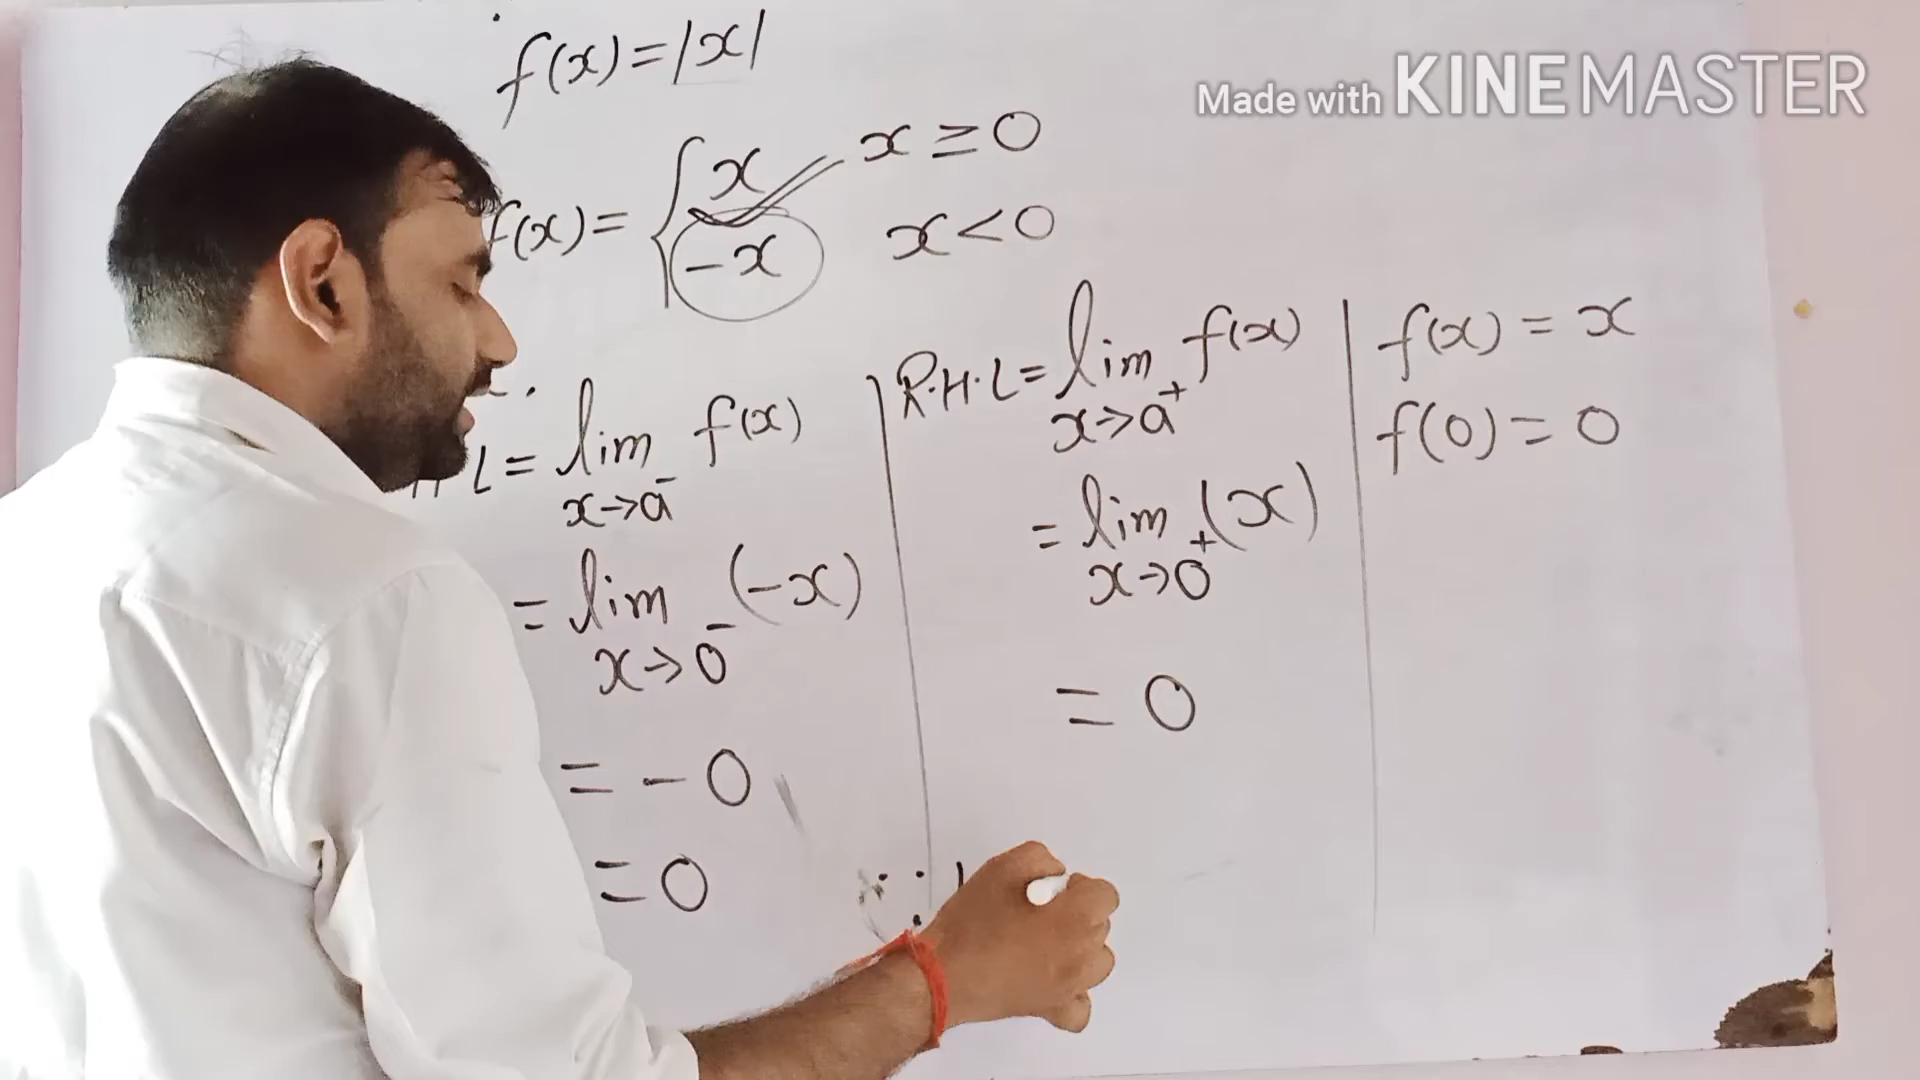 f(x) = |x|
Made with KINEMASTER
f(x) = { x x ≥ 0
-x x < 0
L = lim f(x)
x→a⁻
= lim (-x)
x→0⁻
= - 0
= 0
R.H.L = lim f(x)
x→a⁺
= lim (x)
x→0⁺
= 0
f(x) = x
f(0) = 0
∵